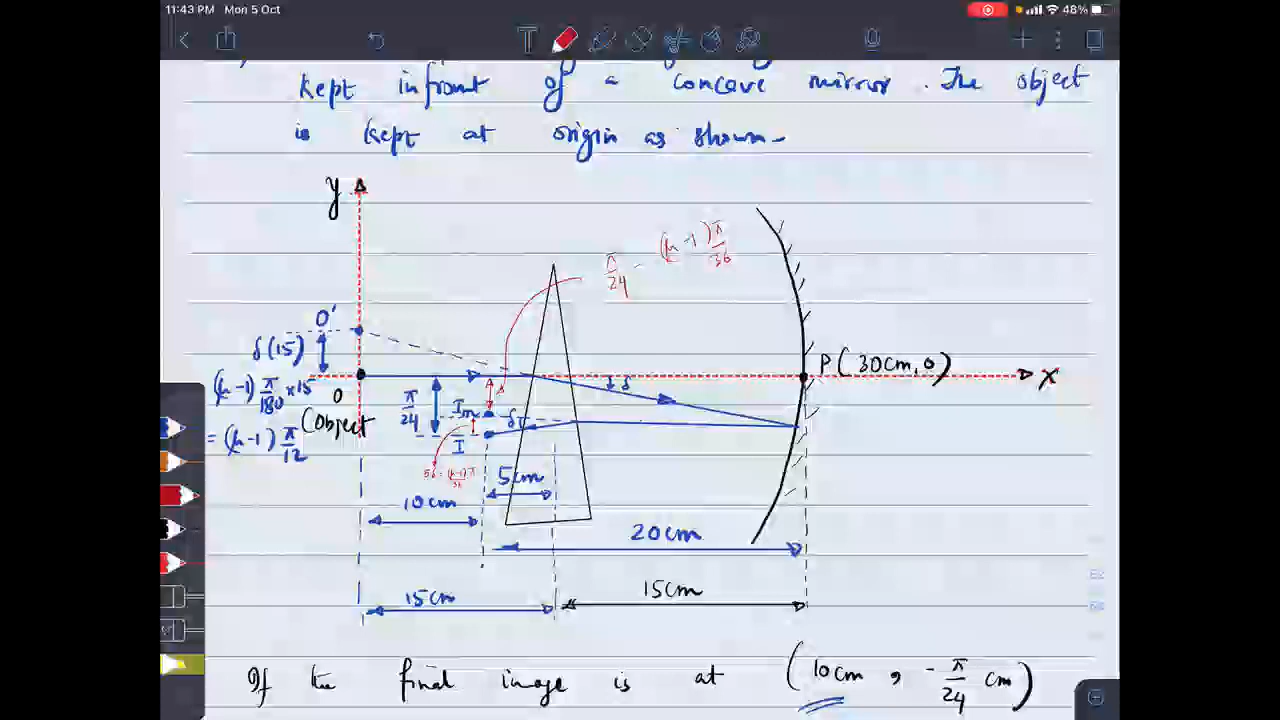 11:43 PM Mon 5 Oct
48%
T
kept infront of a concave mirror. The object
is kept at origin as shown-
y
π/24 - (μ-1)π/36
O'
δ(15)
δ
P(30cm,0)
x
(μ-1) π/180 ×15
O
(object
= (μ-1) π/12
π/24
Im
I
δ
5cm
10cm
20cm
15cm
15cm
If the final image is at (10cm, -π/24 cm)